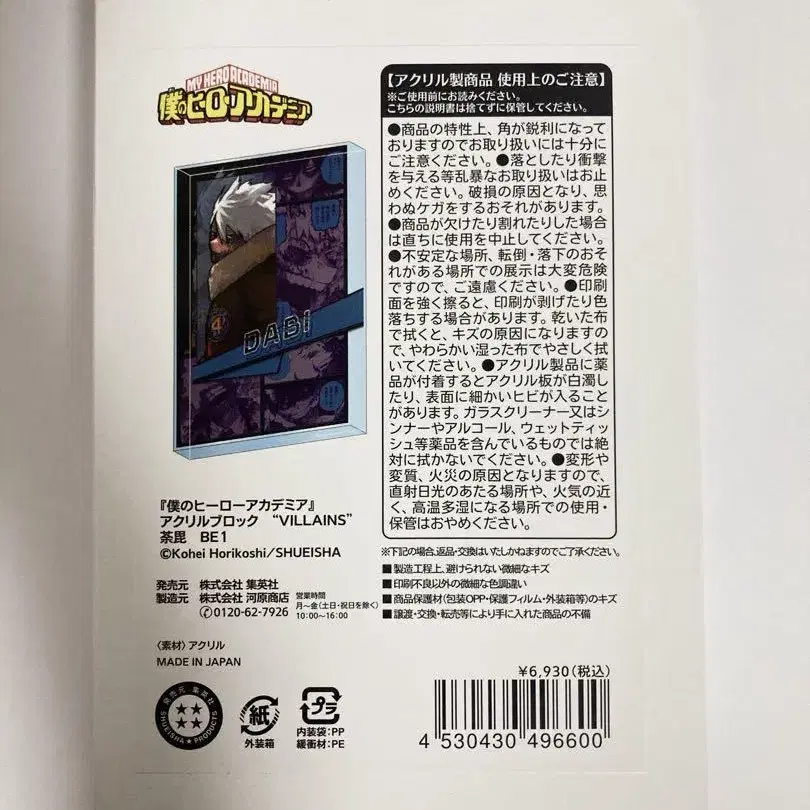 MY HERO ACADEMIA
僕のヒーローアカデミア
4
DABI
【アクリル製商品 使用上のご注意】
※ご使用前にお読みください。
こちらの説明書は捨てずに保管してください。
●商品の特性上、角が鋭利になって
おりますのでお取り扱いには十分に
ご注意ください。●落としたり衝撃
を与える等乱暴なお取り扱いはお止
めください。破損の原因となり、思
わぬケガをするおそれがあります。
●商品が欠けたり割れたりした場合
は直ちに使用を中止してください。
●不安定な場所、転倒・落下のおそ
れがある場所での展示は大変危険
ですので、ご遠慮ください。●印刷
面を強く擦ると、印刷が剥げたり色
落ちする場合があります。乾いた布
で拭くと、キズの原因になりますの
で、やわらかい湿った布でやさしく拭
いてください。●アクリル製品に薬
品が付着するとアクリル板が白濁し
たり、表面に細かいヒビが入ること
があります。ガラスクリーナー又はシ
ンナーやアルコール、ウェットティッ
シュ等薬品を含んでいるものでは絶
対に拭かないでください。●変形や
変質、火災の原因となりますので、
直射日光のあたる場所や、火気の近
く、高温多湿になる場所での使用・
保管はおやめください。
※下記の場合、返品・交換はいたしかねますのでご了承ください。
■製造工程上、避けられない微細なキズ
■印刷不良以外の微細な色調違い
■商品保護材(包装OPP・保護フィルム・外装箱等)のキズ
■譲渡・交換・転売等により手に入れた商品の不備
『僕のヒーローアカデミア』
アクリルブロック “VILLAINS”
荼毘 BE1
©Kohei Horikoshi/SHUEISHA
発売元 株式会社 集英社
製造元 株式会社 河原商店
0120-62-7926
営業時間
月〜金(土日・祝日を除く)
10:00〜16:00
〈素材〉アクリル
MADE IN JAPAN
発売元 集英社
SHUEISHA PRODUCTS
紙
外装箱
プラ
内装袋:PP
緩衝材:PE
¥6,930(税込)
4 530430 496600